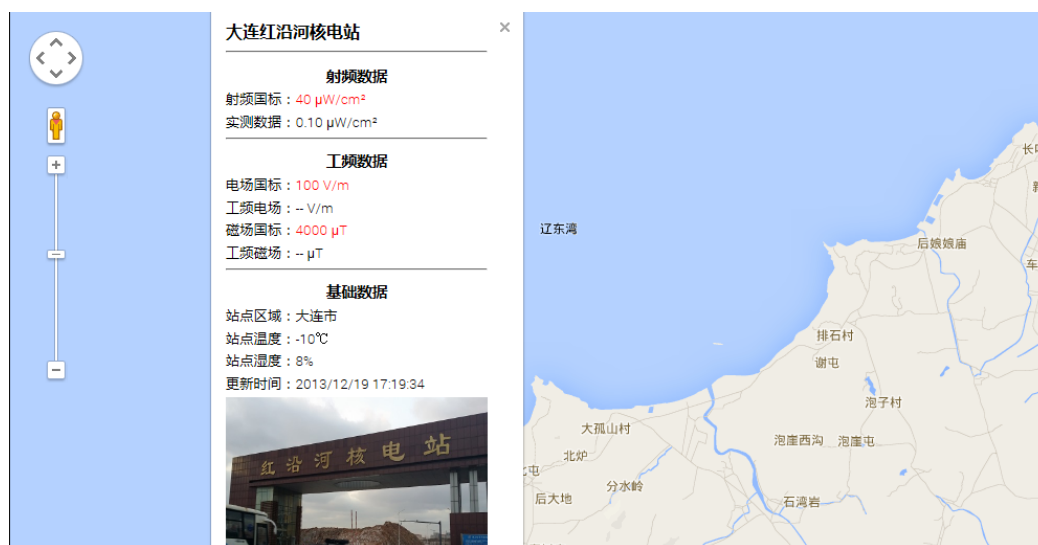 大连红沿河核电站
×
射频数据
射频国标：40 µW/cm²
实测数据：0.10 µW/cm²
工频数据
电场国标：100 V/m
工频电场：-- V/m
磁场国标：4000 µT
工频磁场：-- µT
基础数据
站点区域：大连市
站点温度：-10℃
站点湿度：8%
更新时间：2013/12/19 17:19:34
红沿河核电站
辽东湾
后娘娘庙
车
排石村
谢屯
泡子村
大孤山村
泡崖西沟
泡崖屯
北炉
屯
分水岭
后大地
石湾岩